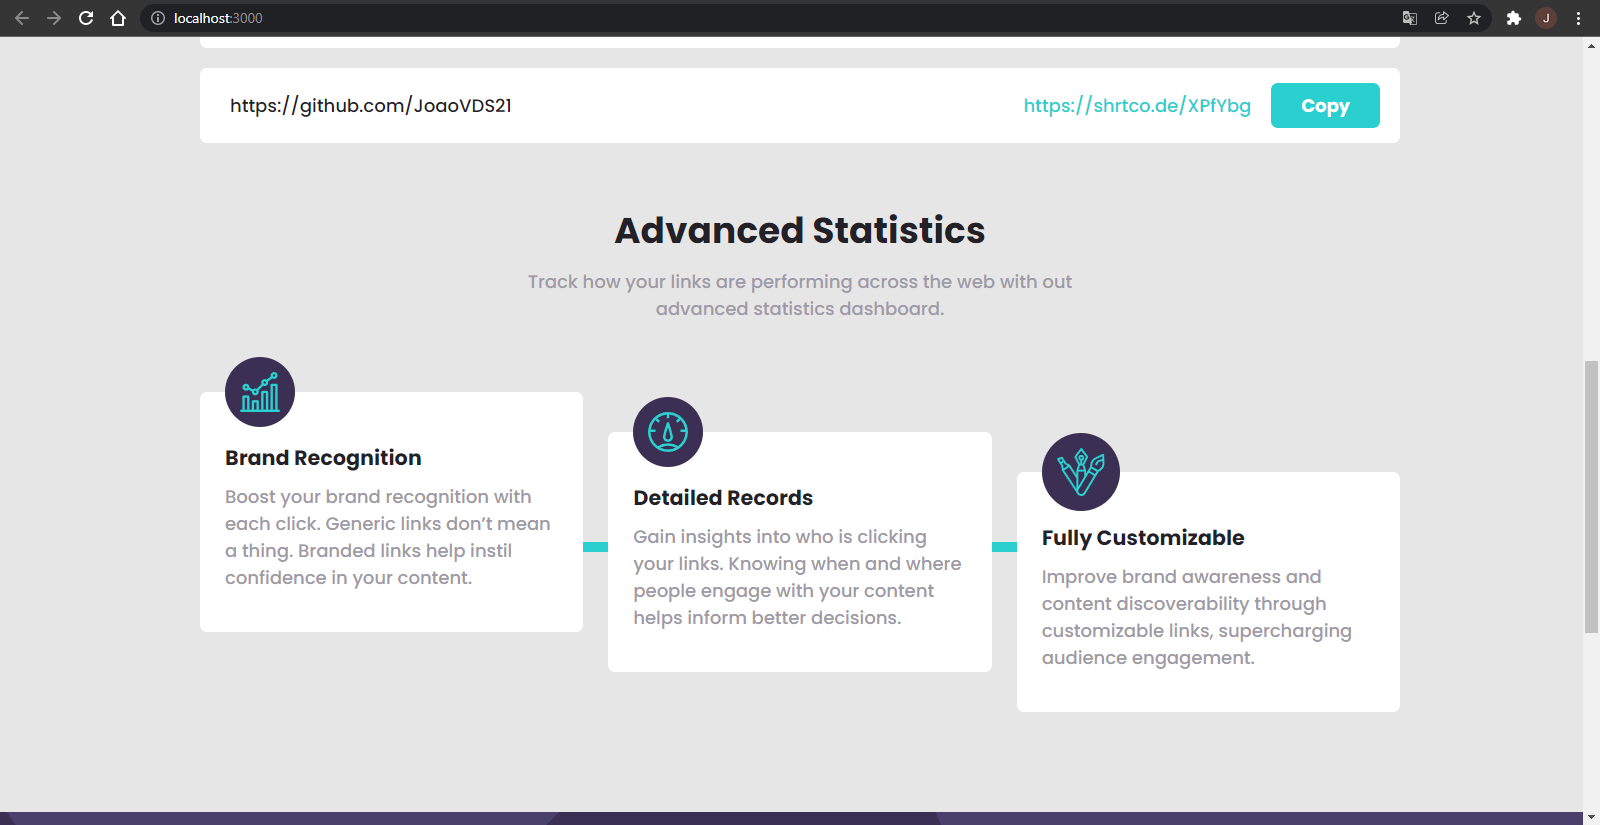 localhost:3000
J
https://github.com/JoaoVDS21
https://shrtco.de/XPfYbg
Copy
Advanced Statistics
Track how your links are performing across the web with out
advanced statistics dashboard.
Brand Recognition
Boost your brand recognition with
each click. Generic links don’t mean
a thing. Branded links help instil
confidence in your content.
Detailed Records
Gain insights into who is clicking
your links. Knowing when and where
people engage with your content
helps inform better decisions.
Fully Customizable
Improve brand awareness and
content discoverability through
customizable links, supercharging
audience engagement.